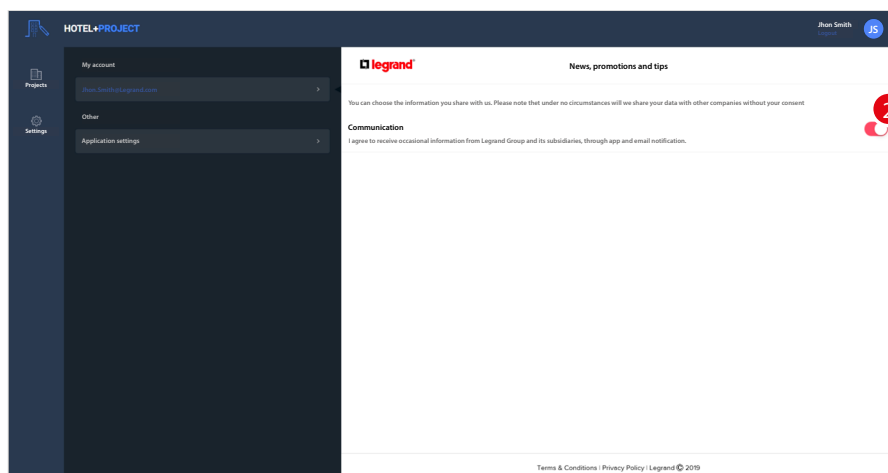 HOTEL+PROJECT
Jhon Smith
Logout
JS
Projects
Settings
My account
Jhon.Smith@Legrand.com
Other
Application settings
legrand®
News, promotions and tips
You can choose the information you share with us. Please note that under no circumstances will we share your data with other companies without your consent
Communication
2
I agree to receive occasional information from Legrand Group and its subsidiaries, through app and email notification.
Terms & Conditions | Privacy Policy | Legrand © 2019